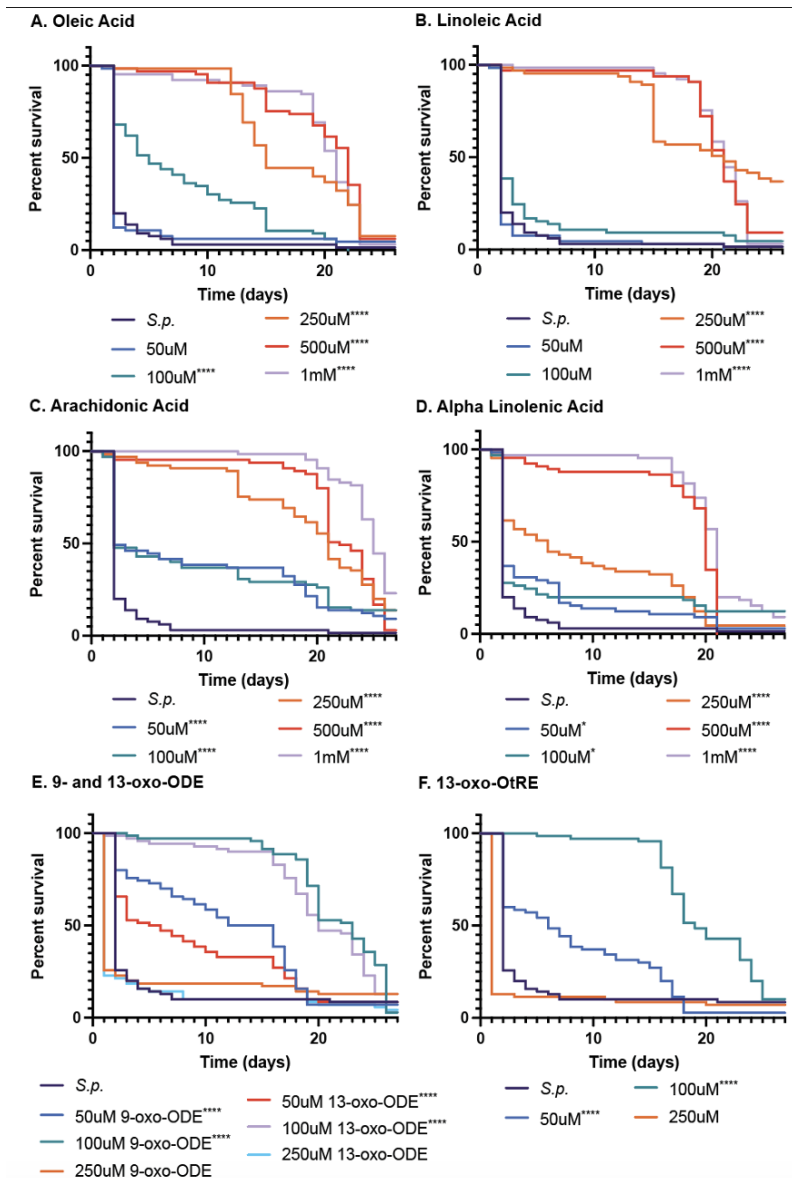 A. Oleic Acid
Percent survival
100
50
0
0 10 20
Time (days)
S.p.
50uM
100uM****
250uM****
500uM****
1mM****
B. Linoleic Acid
Percent survival
100
50
0
0 10 20
Time (days)
S.p.
50uM
100uM
250uM****
500uM****
1mM****
C. Arachidonic Acid
Percent survival
100
50
0
0 10 20
Time (days)
S.p.
50uM****
100uM****
250uM****
500uM****
1mM****
D. Alpha Linolenic Acid
Percent survival
100
50
0
0 10 20
Time (days)
S.p.
50uM*
100uM*
250uM****
500uM****
1mM****
E. 9- and 13-oxo-ODE
Percent survival
100
50
0
0 10 20
Time (days)
S.p.
50uM 9-oxo-ODE****
100uM 9-oxo-ODE****
250uM 9-oxo-ODE
50uM 13-oxo-ODE****
100uM 13-oxo-ODE****
250uM 13-oxo-ODE
F. 13-oxo-OtRE
Percent survival
100
50
0
0 10 20
Time (days)
S.p.
50uM****
100uM****
250uM